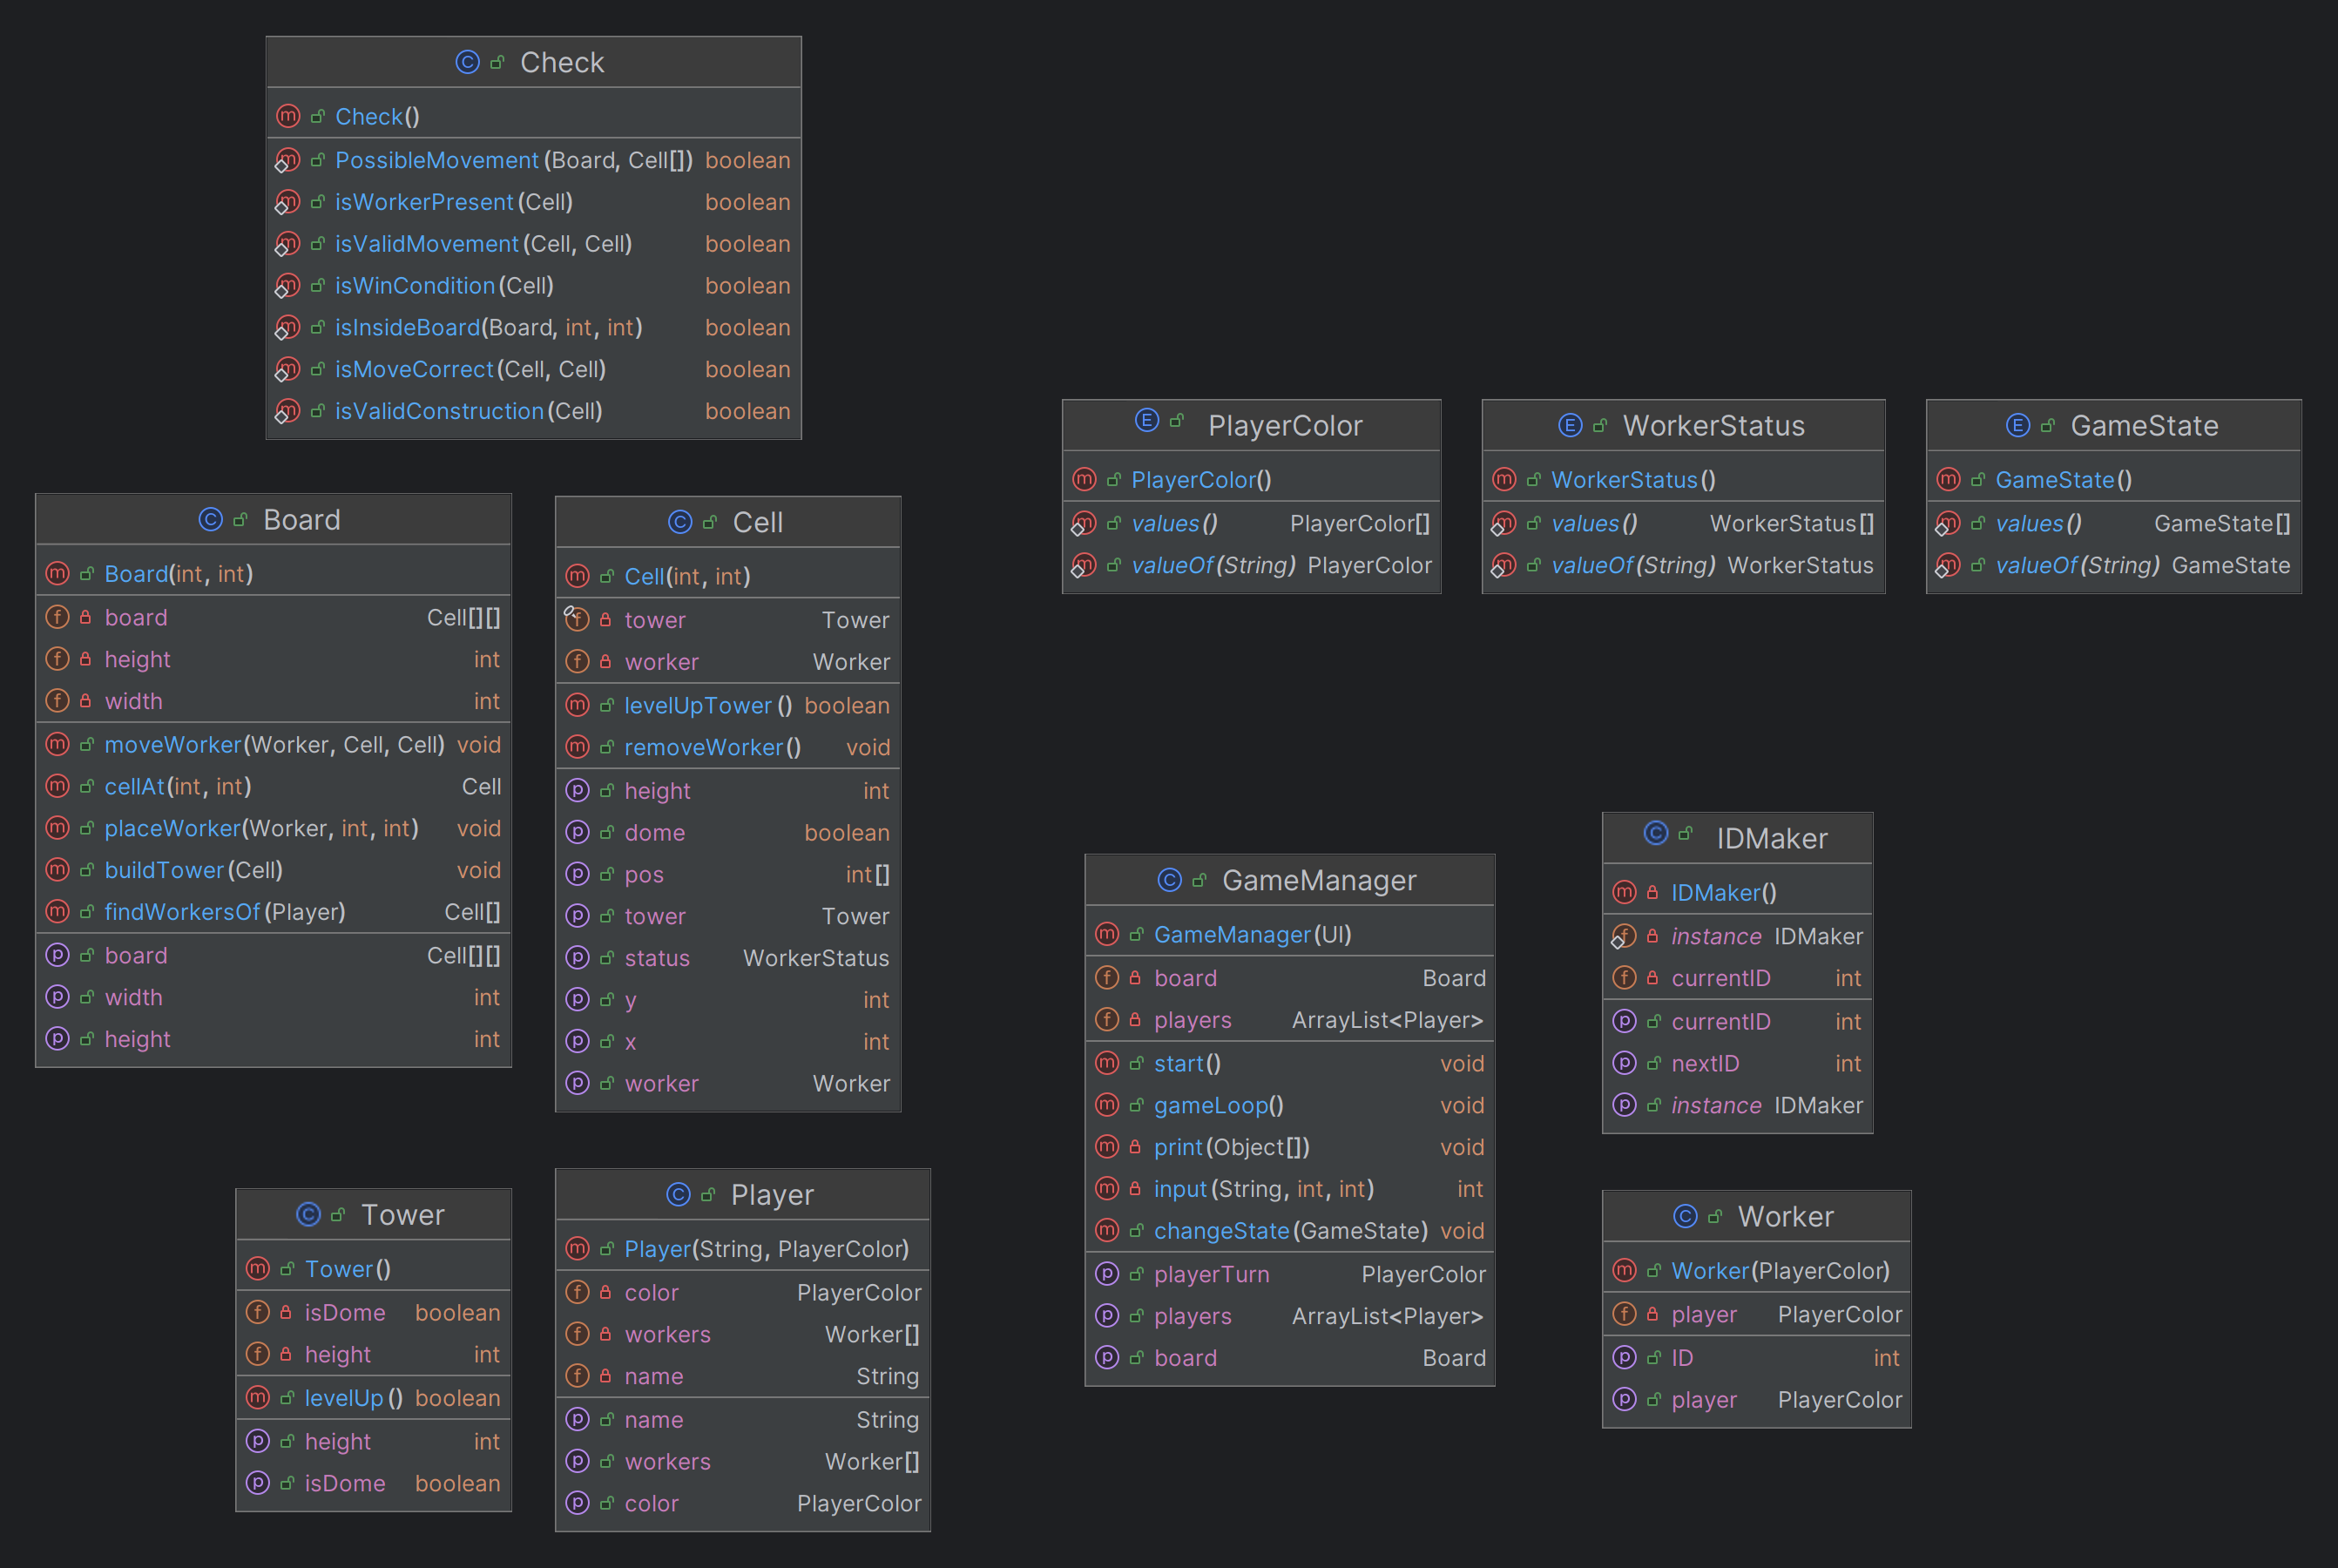 Check
Check()
PossibleMovement(Board, Cell[]) boolean
isWorkerPresent(Cell) boolean
isValidMovement(Cell, Cell) boolean
isWinCondition(Cell) boolean
isInsideBoard(Board, int, int) boolean
isMoveCorrect(Cell, Cell) boolean
isValidConstruction(Cell) boolean
PlayerColor
PlayerColor()
values() PlayerColor[]
valueOf(String) PlayerColor
WorkerStatus
WorkerStatus()
values() WorkerStatus[]
valueOf(String) WorkerStatus
GameState
GameState()
values() GameState[]
valueOf(String) GameState
Board
Board(int, int)
board Cell[][]
height int
width int
moveWorker(Worker, Cell, Cell) void
cellAt(int, int) Cell
placeWorker(Worker, int, int) void
buildTower(Cell) void
findWorkersOf(Player) Cell[]
board Cell[][]
width int
height int
Cell
Cell(int, int)
tower Tower
worker Worker
levelUpTower() boolean
removeWorker() void
height int
dome boolean
pos int[]
tower Tower
status WorkerStatus
y int
x int
worker Worker
GameManager
GameManager(UI)
board Board
players ArrayList<Player>
start() void
gameLoop() void
print(Object[]) void
input(String, int, int) int
changeState(GameState) void
playerTurn PlayerColor
players ArrayList<Player>
board Board
IDMaker
IDMaker()
instance IDMaker
currentID int
currentID int
nextID int
instance IDMaker
Tower
Tower()
isDome boolean
height int
levelUp() boolean
height int
isDome boolean
Player
Player(String, PlayerColor)
color PlayerColor
workers Worker[]
name String
name String
workers Worker[]
color PlayerColor
Worker
Worker(PlayerColor)
player PlayerColor
ID int
player PlayerColor